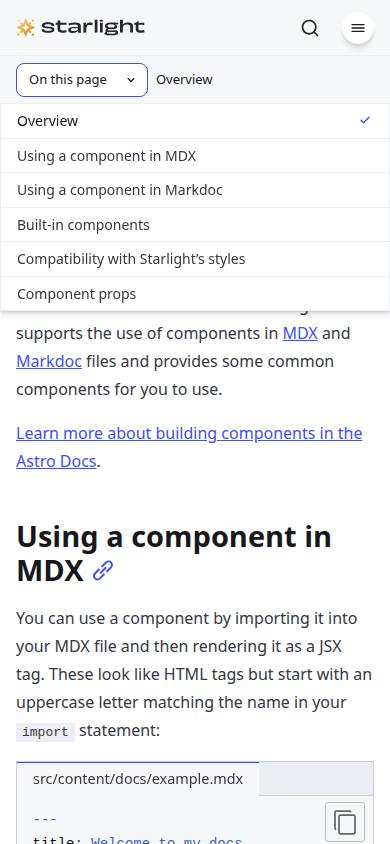 starlight
On this page Overview
Overview
Using a component in MDX
Using a component in Markdoc
Built-in components
Compatibility with Starlight’s styles
Component props
supports the use of components in MDX and
Markdoc files and provides some common
components for you to use.
Learn more about building components in the
Astro Docs.
Using a component in
MDX
You can use a component by importing it into
your MDX file and then rendering it as a JSX
tag. These look like HTML tags but start with an
uppercase letter matching the name in your
import statement:
src/content/docs/example.mdx
---
title: Welcome to my docs